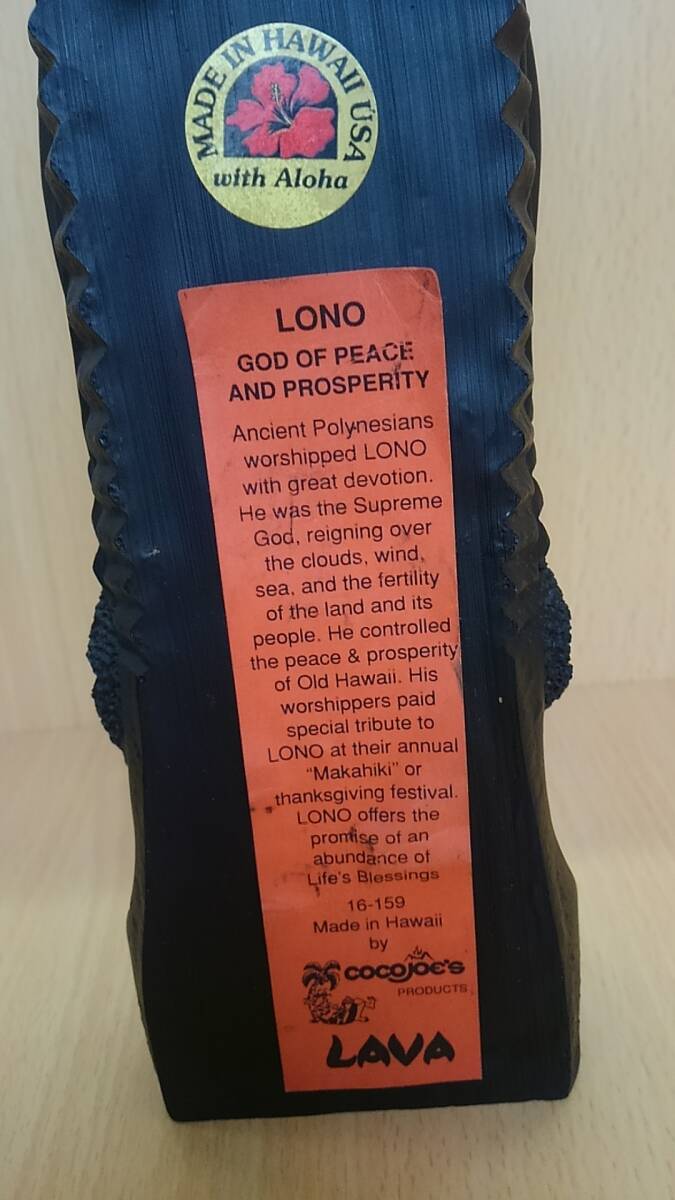 MADE IN HAWAII USA
with Aloha
LONO
GOD OF PEACE
AND PROSPERITY
Ancient Polynesians
worshipped LONO
with great devotion.
He was the Supreme
God, reigning over
the clouds, wind,
sea, and the fertility
of the land and its
people. He controlled
the peace & prosperity
of Old Hawaii. His
worshippers paid
special tribute to
LONO at their annual
"Makahiki" or
thanksgiving festival.
LONO offers the
promise of an
abundance of
Life's Blessings
16-159
Made in Hawaii
by
COCOJOE'S
PRODUCTS
LAVA